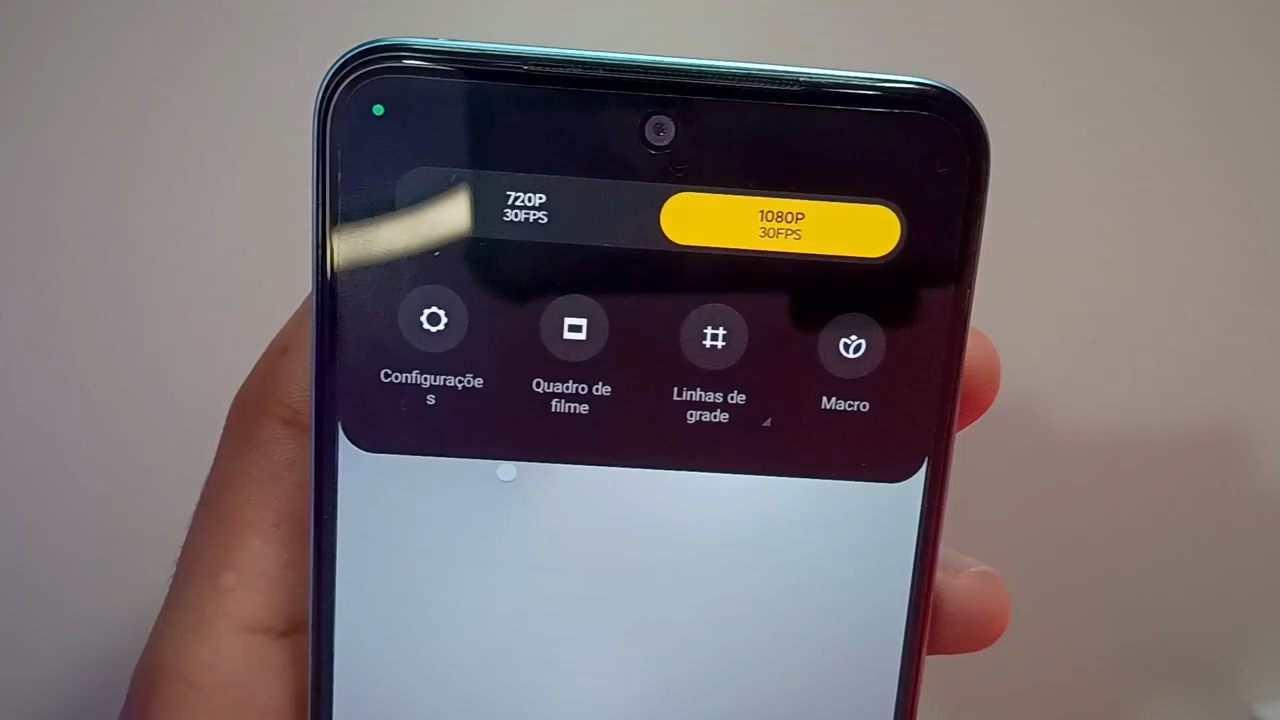 720P
30FPS
1080P
30FPS
Configuraçõe
s
Quadro de
filme
Linhas de
grade
Macro